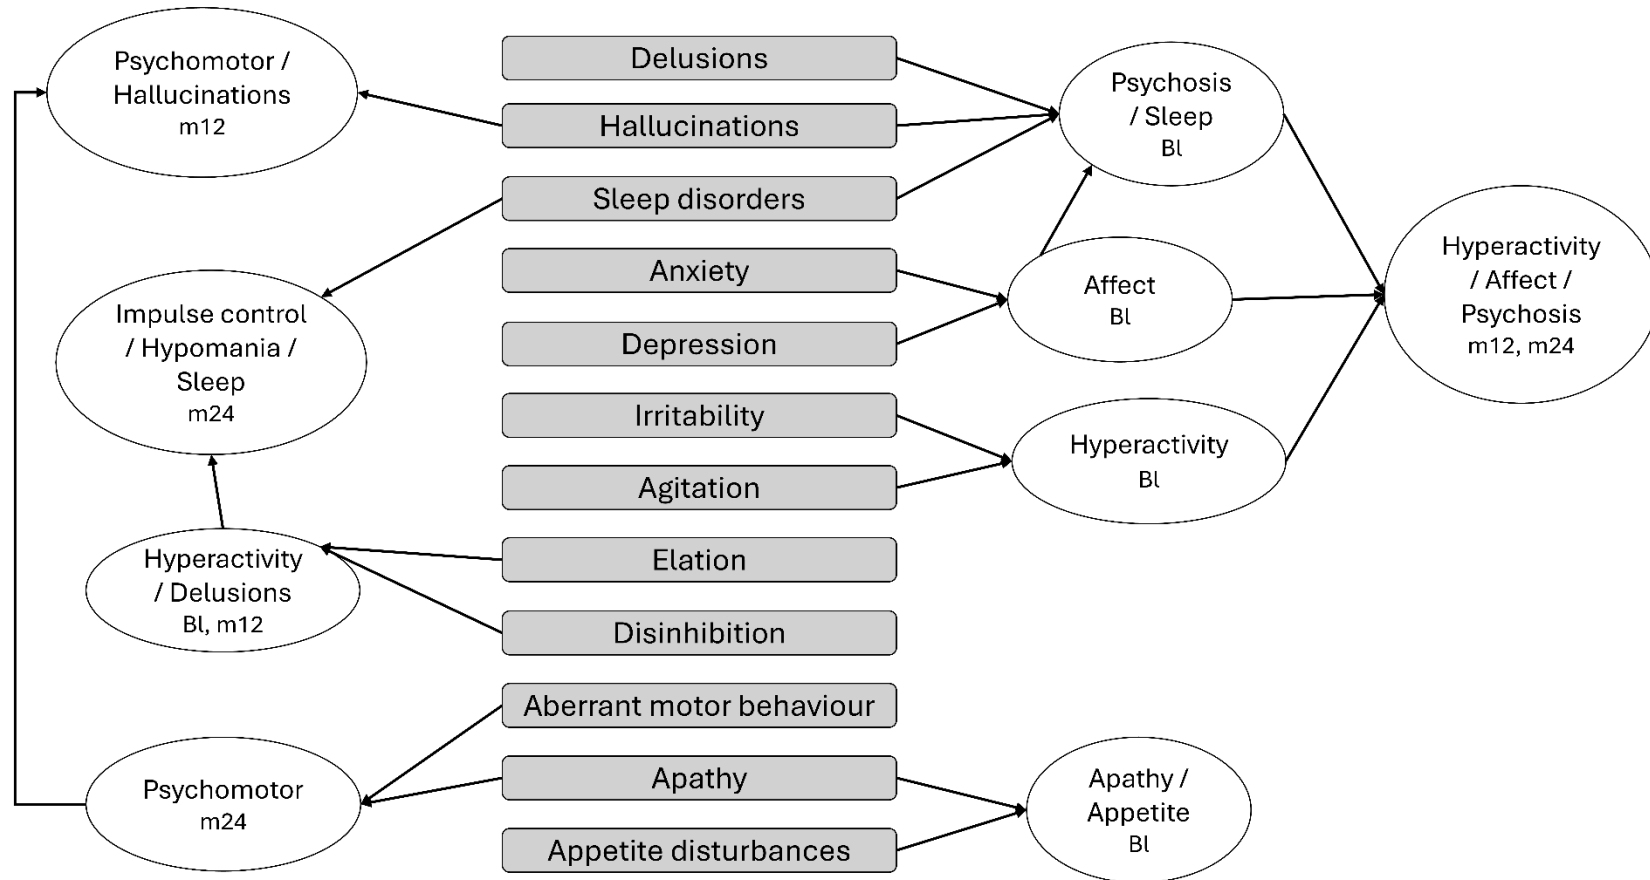 Psychomotor /
Hallucinations
m12
Impulse control
/ Hypomania /
Sleep
m24
Hyperactivity
/ Delusions
Bl, m12
Psychomotor
m24
Delusions
Hallucinations
Sleep disorders
Anxiety
Depression
Irritability
Agitation
Elation
Disinhibition
Aberrant motor behaviour
Apathy
Appetite disturbances
Psychosis
/ Sleep
Bl
Affect
Bl
Hyperactivity
Bl
Apathy /
Appetite
Bl
Hyperactivity
/ Affect /
Psychosis
m12, m24